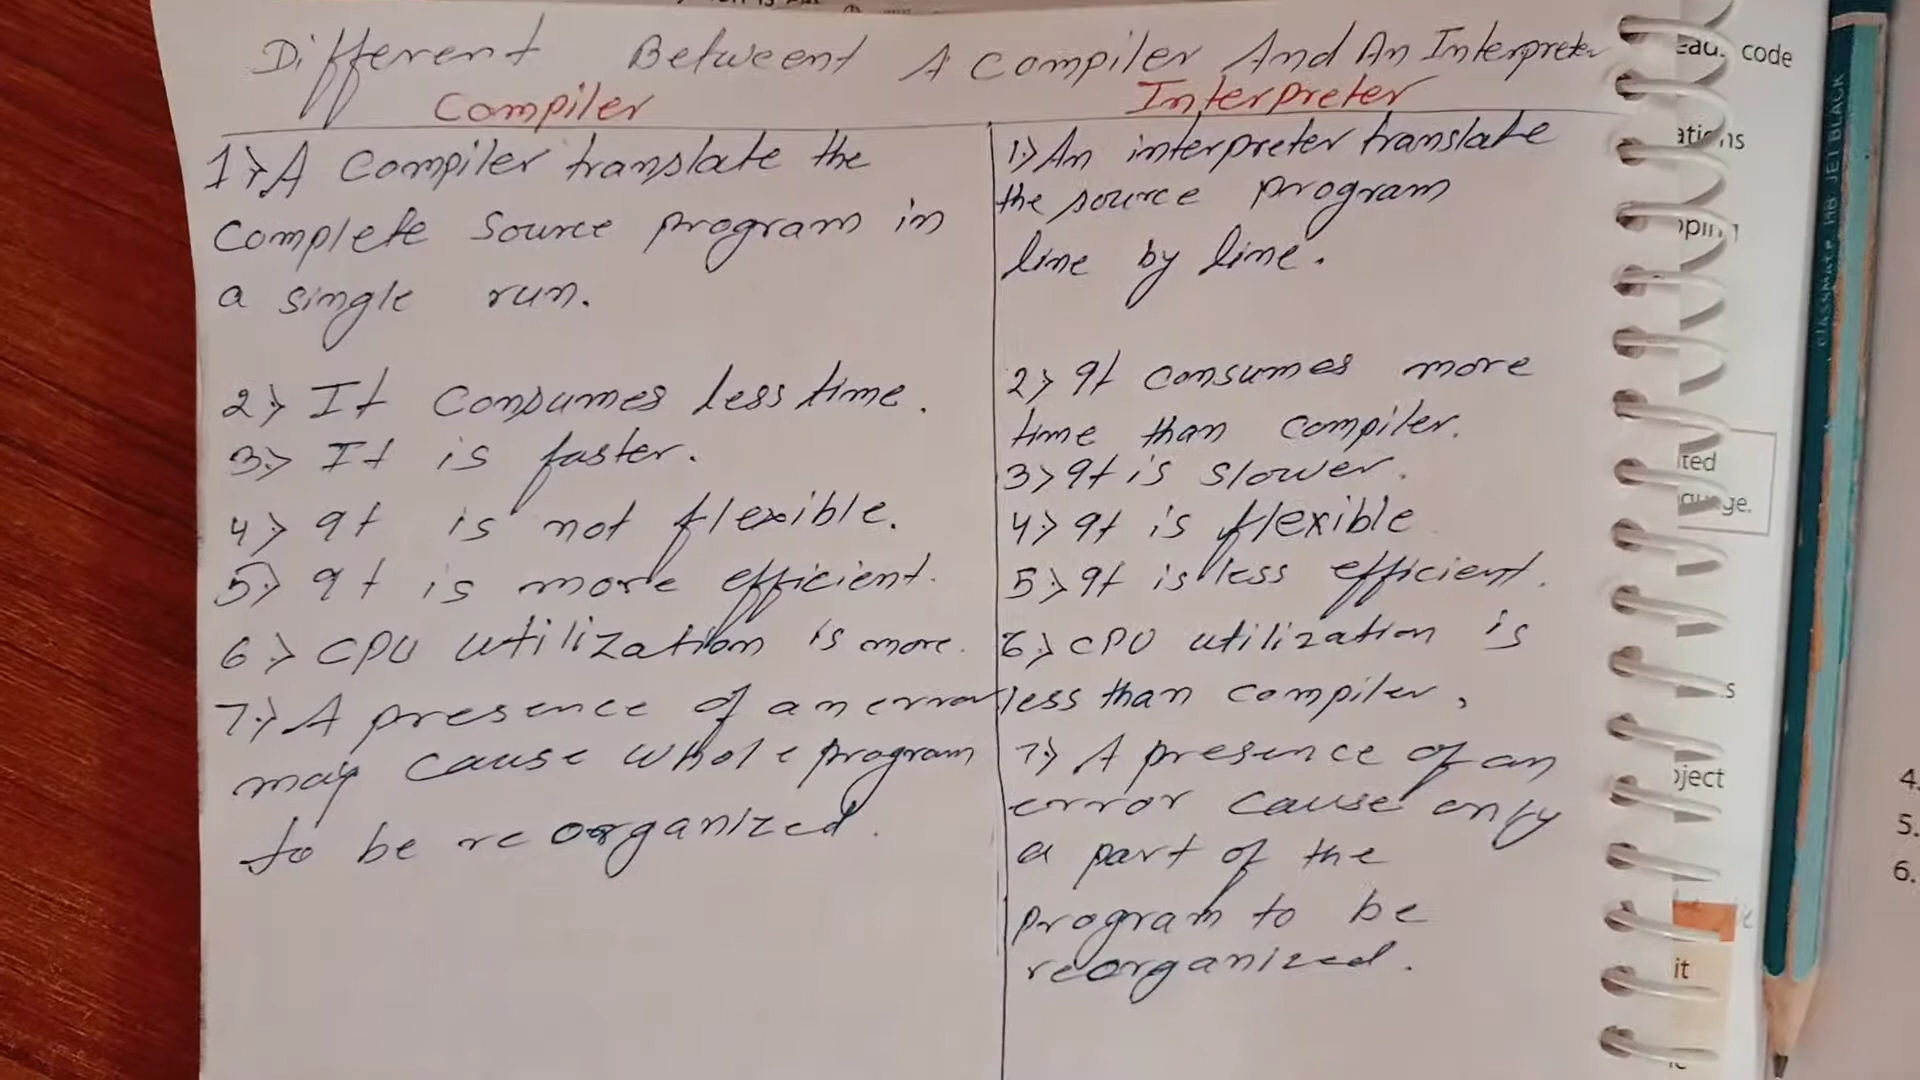 Different Betweent A Compiler And An Interpreter
Compiler
1> A Compiler translate the
Complete Source program in
a single run.
2> It Consumes less time.
3> It is faster.
4> It is not flexible.
5> It is more efficient.
6> CPU utilization is more.
7> A presence of an error
may cause whole program
to be reorganized.
Interpreter
1> An interpreter translate
the source program
line by line.
2> It consumes more
time than compiler.
3> It is slower.
4> It is flexible
5> It is less efficient.
6> CPU utilization is
less than compiler,
7> A presence of an
error cause only
a part of the
program to be
reorganized.
code
ject
it
CLASSMATE HB JET BLACK
4.
5.
6.